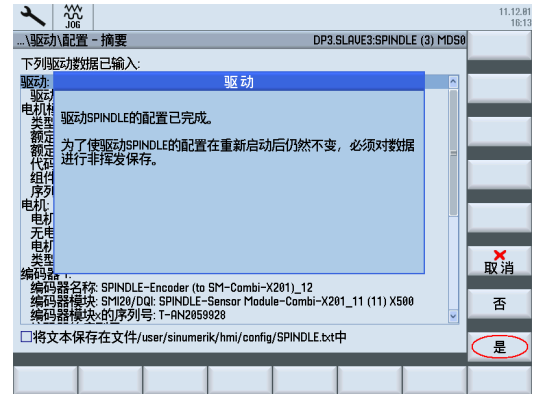 JOG
11.12.01
16:13
...\驱动\配置 - 摘要
DP3.SLAVE3:SPINDLE (3) MDS0
下列驱动数据已输入:
驱动:
驱动
驱动SPINDLE的配置已完成。
为了使驱动SPINDLE的配置在重新启动后仍然不变，必须对数据
进行非挥发保存。
类型
额定
额定
代码
组件
序列
电机:
类型
编码器名称: SPINDLE-Encoder (to SM-Combi-X201)_12
编码器模块: SMI20/DQI: SPINDLE-Sensor Module-Combi-X201_11 (11) X500
编码器模块x的序列号: T-AN2059928
将文本保存在文件/user/sinumerik/hmi/config/SPINDLE.txt中
取消
否
是